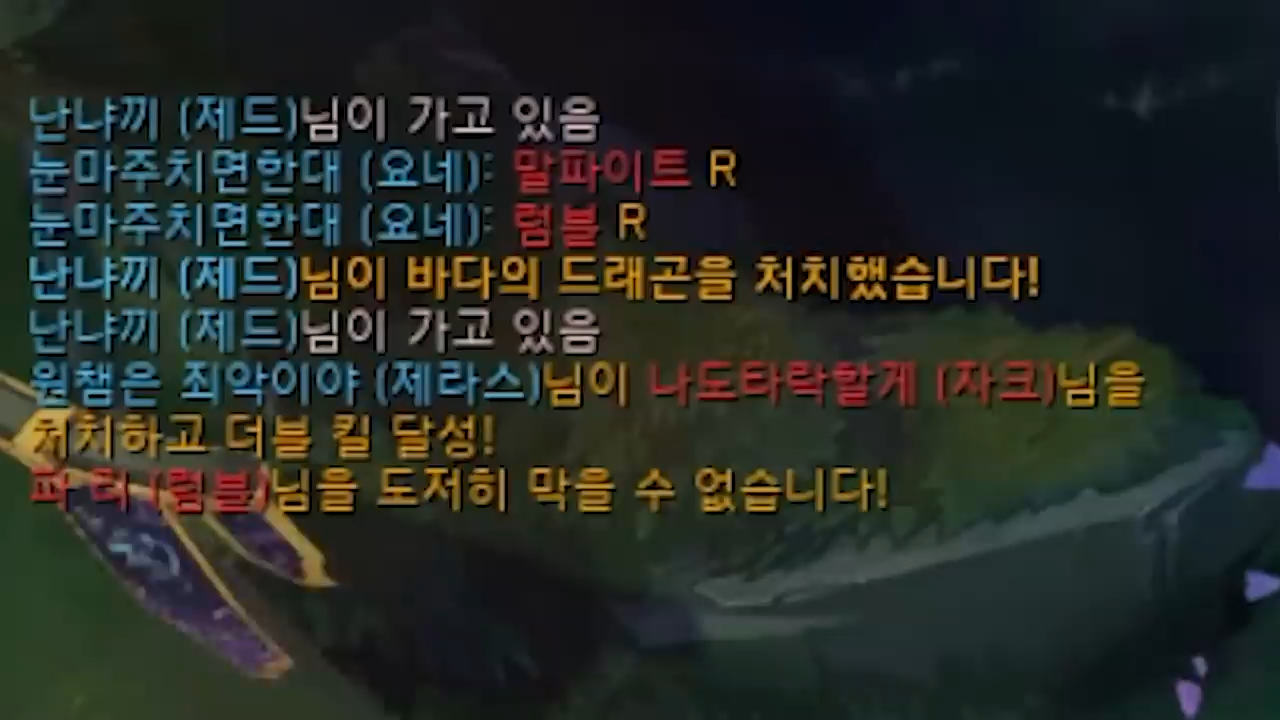 난냐끼 (제드)님이 가고 있음
눈마주치면한대 (요네): 말파이트 R
눈마주치면한대 (요네): 럼블 R
난냐끼 (제드)님이 바다의 드래곤을 처치했습니다!
난냐끼 (제드)님이 가고 있음
원챔은 죄악이야 (제라스)님이 나도타락할게 (자크)님을
처치하고 더블 킬 달성!
파 터 (럼블)님을 도저히 막을 수 없습니다!